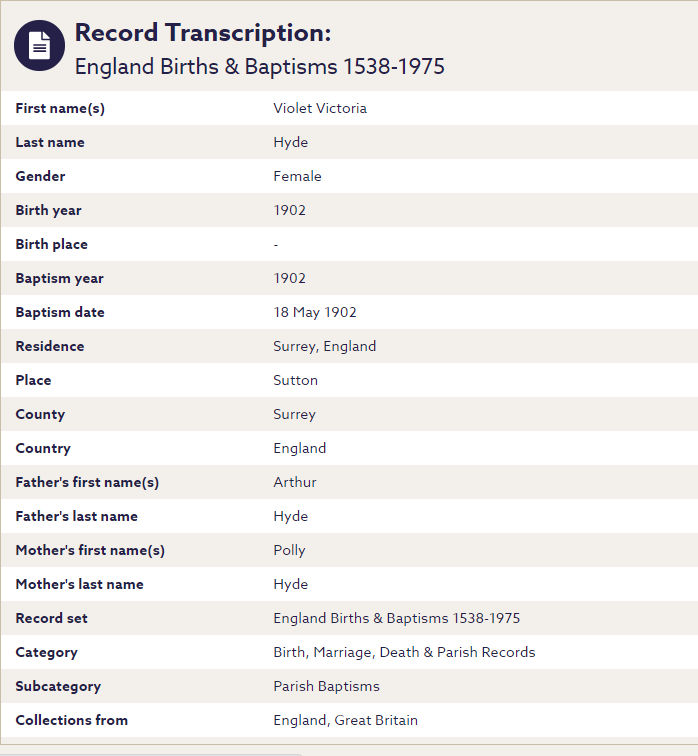 Record Transcription:
England Births & Baptisms 1538-1975
First name(s) Violet Victoria
Last name Hyde
Gender Female
Birth year 1902
Birth place -
Baptism year 1902
Baptism date 18 May 1902
Residence Surrey, England
Place Sutton
County Surrey
Country England
Father's first name(s) Arthur
Father's last name Hyde
Mother's first name(s) Polly
Mother's last name Hyde
Record set England Births & Baptisms 1538-1975
Category Birth, Marriage, Death & Parish Records
Subcategory Parish Baptisms
Collections from England, Great Britain